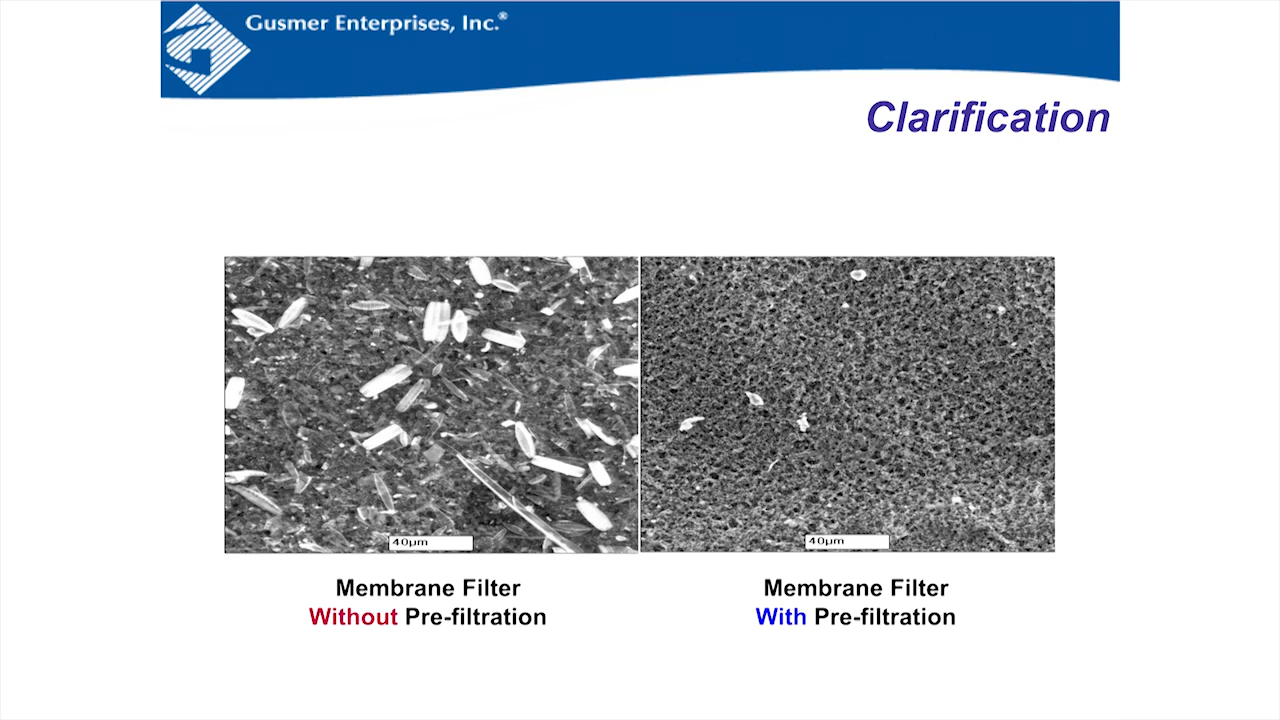 Gusmer Enterprises, Inc.®
Clarification
40µm
40µm
Membrane Filter
Without Pre-filtration
Membrane Filter
With Pre-filtration